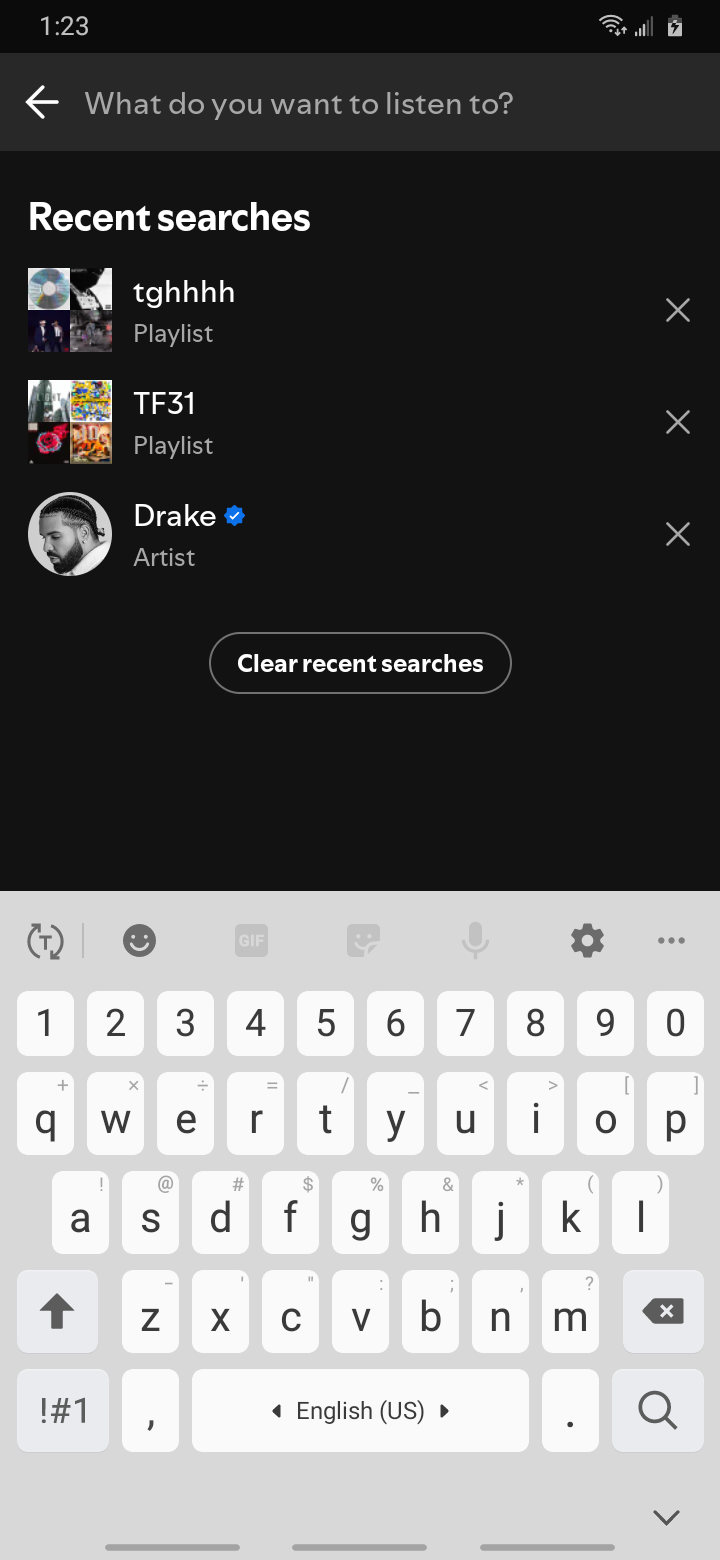 1:23
What do you want to listen to?
Recent searches
tghhhh
Playlist
TF31
Playlist
Drake
Artist
Clear recent searches
T
GIF
1 2 3 4 5 6 7 8 9 0
+ × ÷ = / _ < > [ ]
q w e r t y u i o p
! @ # $ % & * ( )
a s d f g h j k l
- ' " : ; , ?
z x c v b n m
!#1 , English (US) .